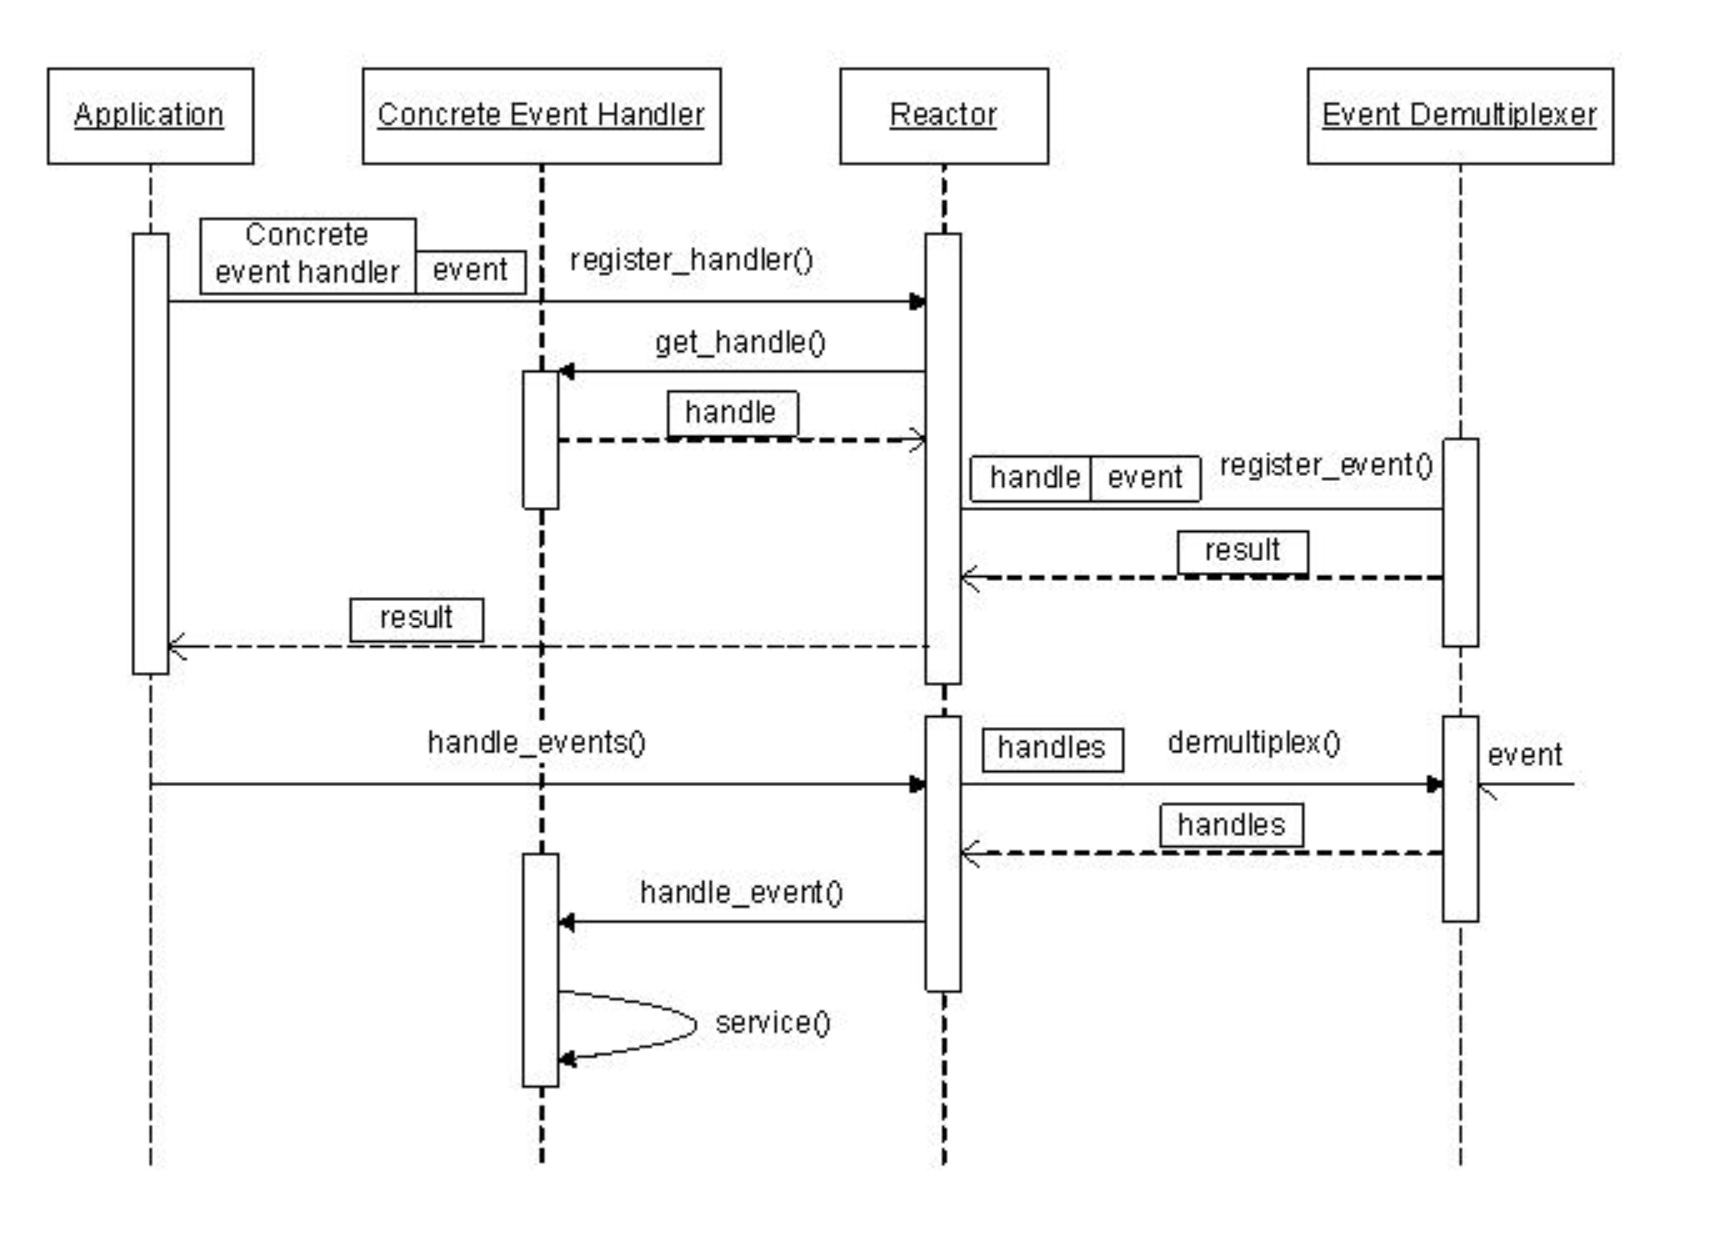 Application
Concrete Event Handler
Reactor
Event Demultiplexer
Concrete
event handler
event
register_handler()
get_handle()
handle
handle
event
register_event()
result
result
handle_events()
handles
demultiplex()
event
handles
handle_event()
service()